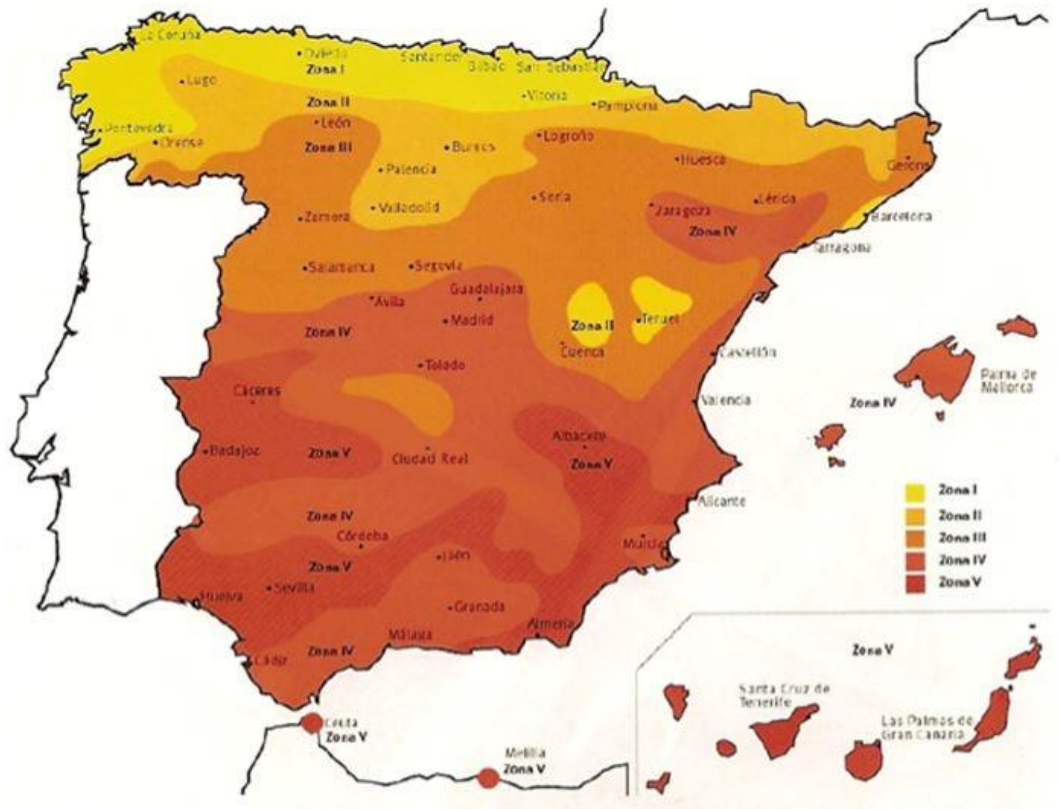 La Coruña
Oviedo
Santander
Bilbao
San Sebastián
Zona I
Lugo
Vitoria
Pamplona
Zona II
León
Pontevedra
Orense
Zona III
Burgos
Logroño
Huesca
Gerona
Palencia
Zamora
Valladolid
Soria
Zaragoza
Lérida
Barcelona
Zona IV
Tarragona
Salamanca
Segovia
Ávila
Guadalajara
Madrid
Zona IV
Zona II
Teruel
Cuenca
Castellón
Toledo
Cáceres
Valencia
Palma de
Mallorca
Zona IV
Badajoz
Zona V
Ciudad Real
Albacete
Zona V
Alicante
Zona IV
Córdoba
Zona V
Jaén
Murcia
Huelva
Sevilla
Granada
Almería
Málaga
Cádiz
Zona IV
Ceuta
Zona V
Melilla
Zona V
Zona I
Zona II
Zona III
Zona IV
Zona V
Zona V
Santa Cruz de
Tenerife
Las Palmas de
Gran Canaria